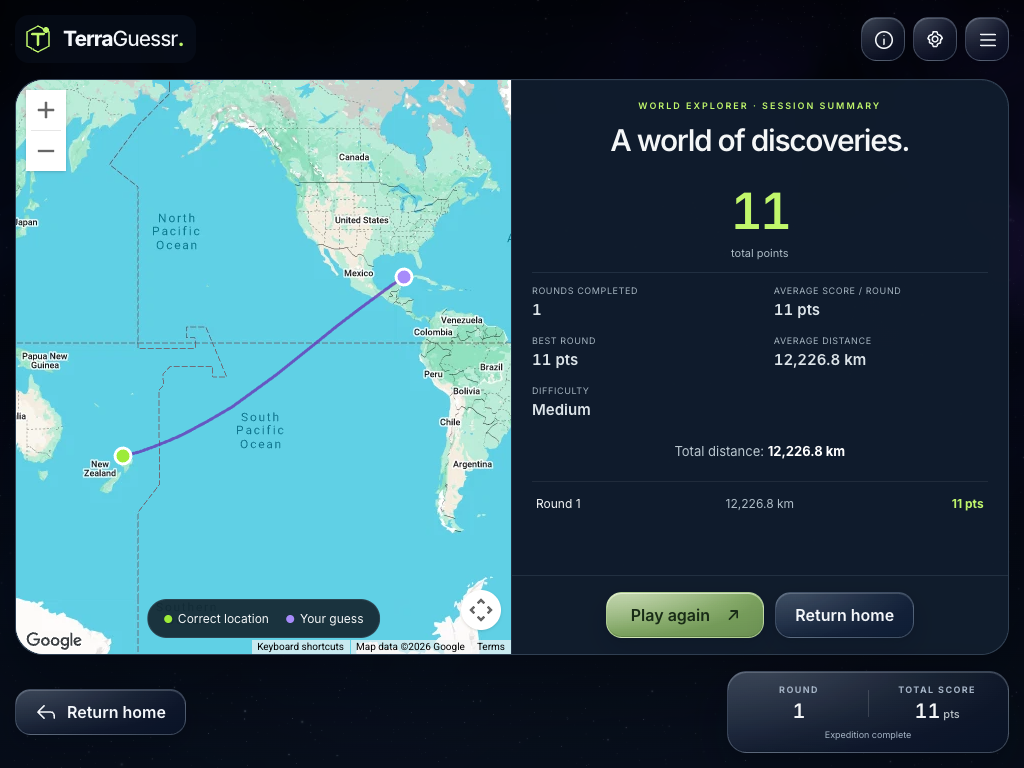 TerraGuessr.
+
−
Canada
United States
Mexico
Japan
North
Pacific
Ocean
Venezuela
Colombia
Papua New
Guinea
Peru
Brazil
Bolivia
Chile
Argentina
South
Pacific
Ocean
New
Zealand
lia
A
Correct location
Your guess
Google
Keyboard shortcuts
Map data ©2026 Google
Terms
WORLD EXPLORER · SESSION SUMMARY
A world of discoveries.
11
total points
ROUNDS COMPLETED
1
AVERAGE SCORE / ROUND
11 pts
BEST ROUND
11 pts
AVERAGE DISTANCE
12,226.8 km
DIFFICULTY
Medium
Total distance: 12,226.8 km
Round 1 12,226.8 km 11 pts
Play again
Return home
Return home
ROUND
1
TOTAL SCORE
11 pts
Expedition complete